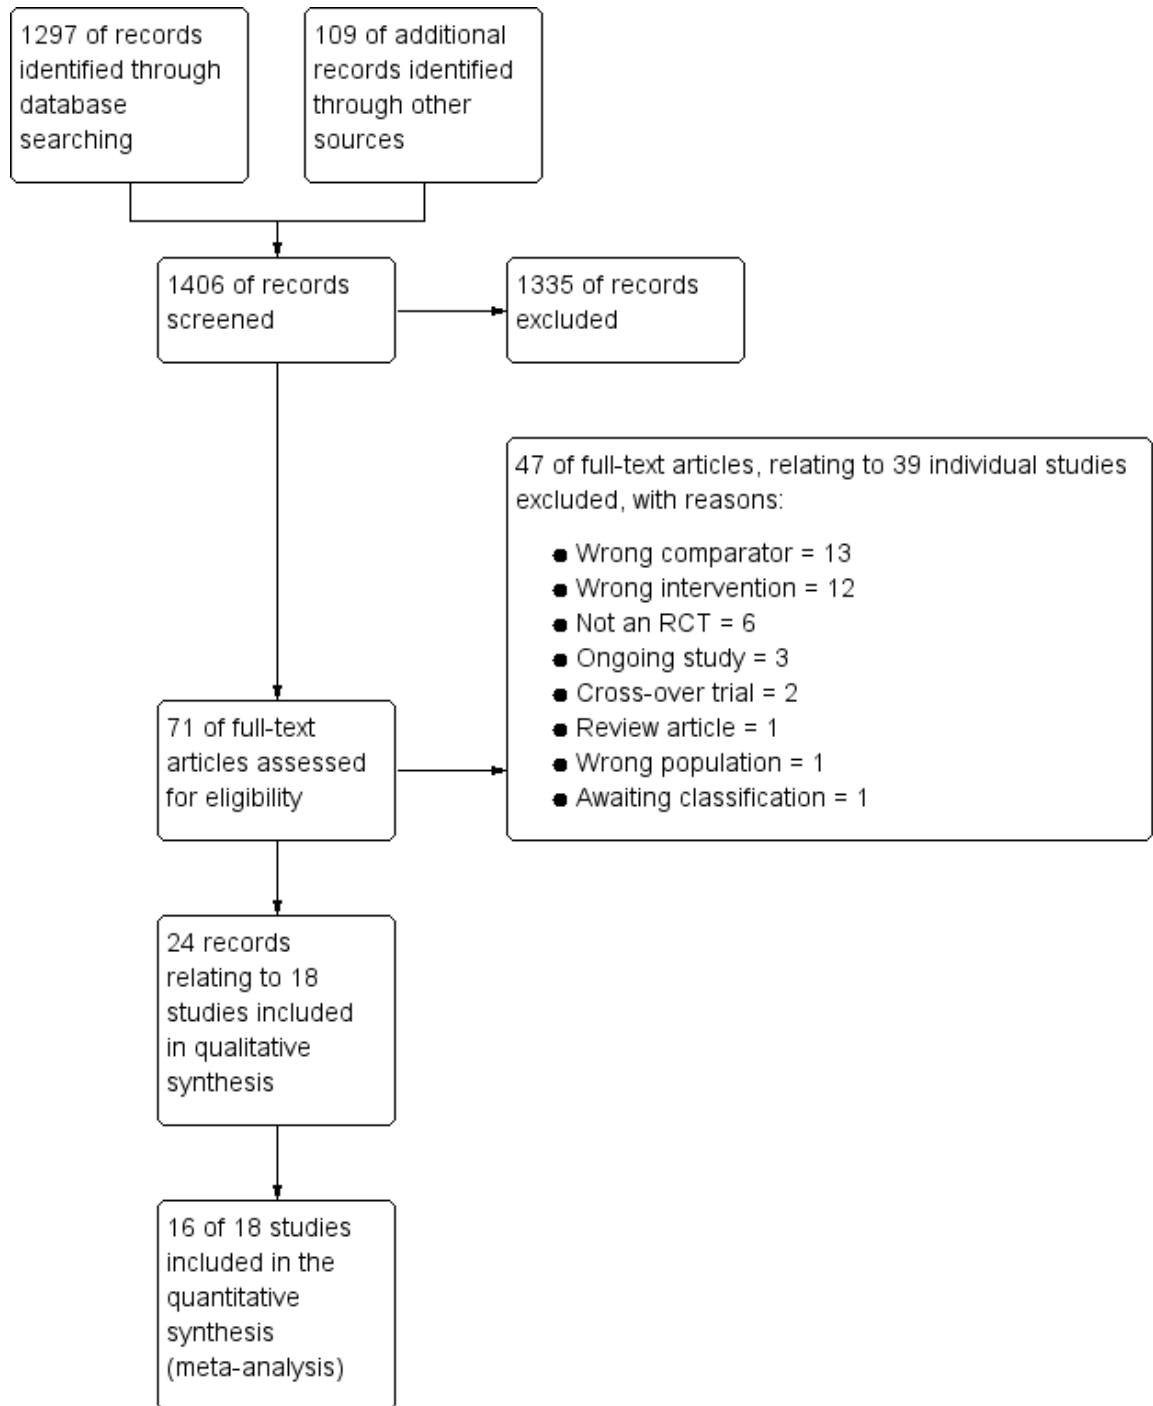 1297 of records
identified through
database
searching
109 of additional
records identified
through other
sources
1406 of records
screened
1335 of records
excluded
47 of full-text articles, relating to 39 individual studies
excluded, with reasons:
● Wrong comparator = 13
● Wrong intervention = 12
● Not an RCT = 6
● Ongoing study = 3
● Cross-over trial = 2
● Review article = 1
● Wrong population = 1
● Awaiting classification = 1
71 of full-text
articles assessed
for eligibility
24 records
relating to 18
studies included
in qualitative
synthesis
16 of 18 studies
included in the
quantitative
synthesis
(meta-analysis)